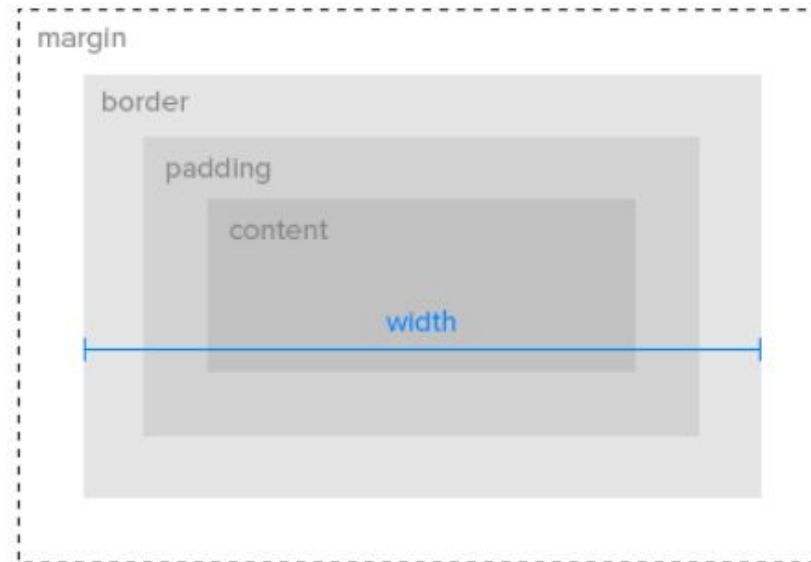 margin
border
padding
content
width